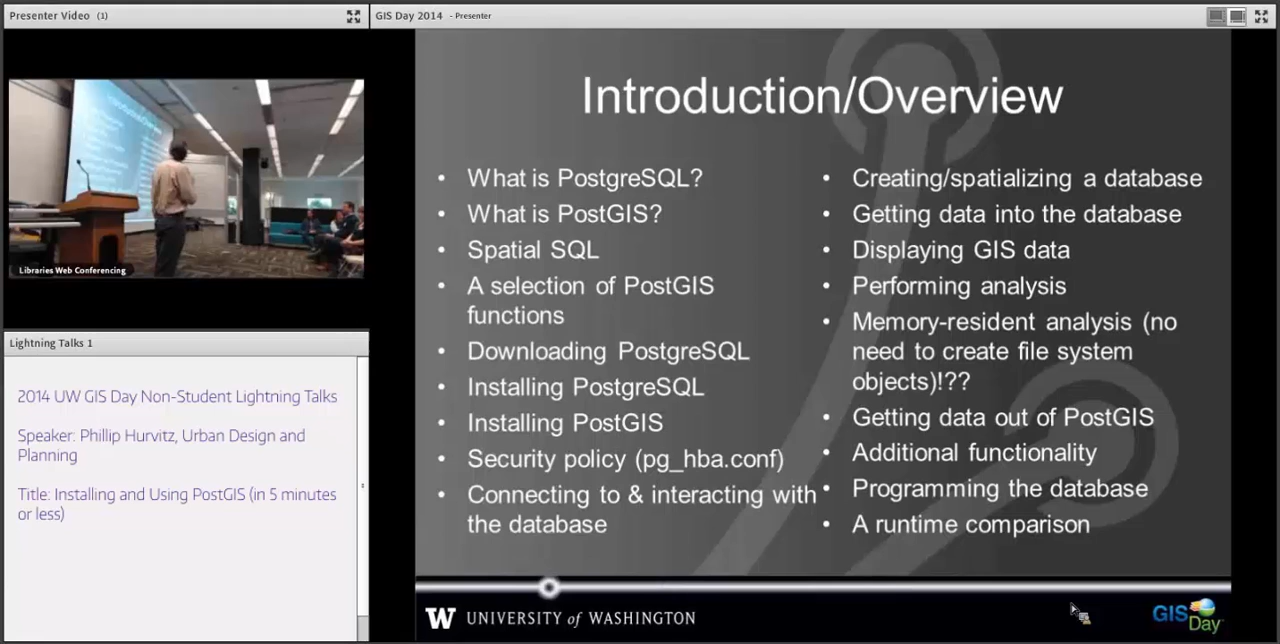 Presenter Video (1)
GIS Day 2014 - Presenter
Libraries Web Conferencing
Lightning Talks 1
2014 UW GIS Day Non-Student Lightning Talks
Speaker: Phillip Hurvitz, Urban Design and
Planning
Title: Installing and Using PostGIS (in 5 minutes
or less)
Introduction/Overview
• What is PostgreSQL?
• What is PostGIS?
• Spatial SQL
• A selection of PostGIS
functions
• Downloading PostgreSQL
• Installing PostgreSQL
• Installing PostGIS
• Security policy (pg_hba.conf)
• Connecting to & interacting with
the database
• Creating/spatializing a database
• Getting data into the database
• Displaying GIS data
• Performing analysis
• Memory-resident analysis (no
need to create file system
objects)!??
• Getting data out of PostGIS
• Additional functionality
• Programming the database
• A runtime comparison
W UNIVERSITY of WASHINGTON
GIS
Day